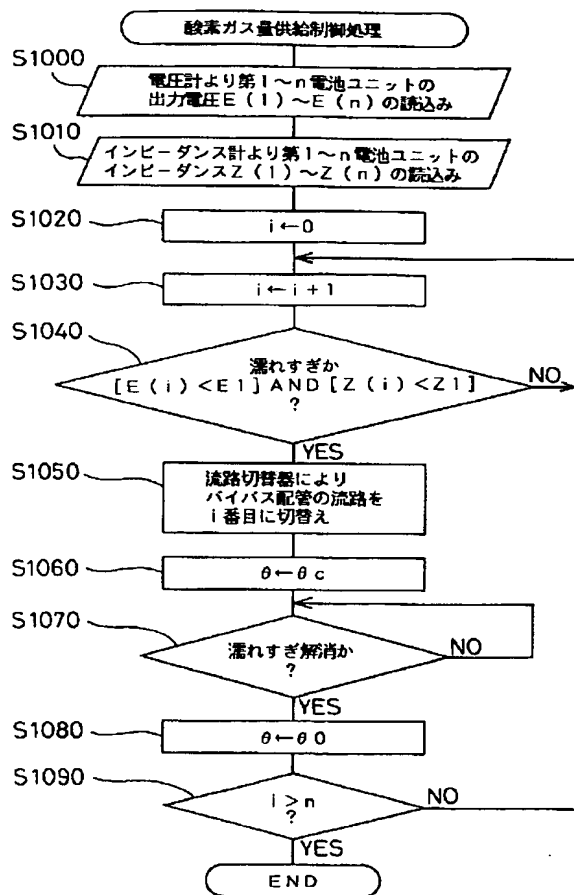 酸素ガス量供給制御処理
S1000
電圧計より第1~n電池ユニットの
出力電圧E(1)~E(n)の読込み
S1010
インピーダンス計より第1~n電池ユニットの
インピーダンスZ(1)~Z(n)の読込み
S1020
i←0
S1030
i←i+1
S1040
濡れすぎか
[E(i)<E1]AND[Z(i)<Z1]
?
NO
YES
S1050
流路切替器により
バイパス配管の流路を
i番目に切替え
S1060
θ←θc
S1070
濡れすぎ解消か
?
NO
YES
S1080
θ←θ0
S1090
i>n
?
NO
YES
END